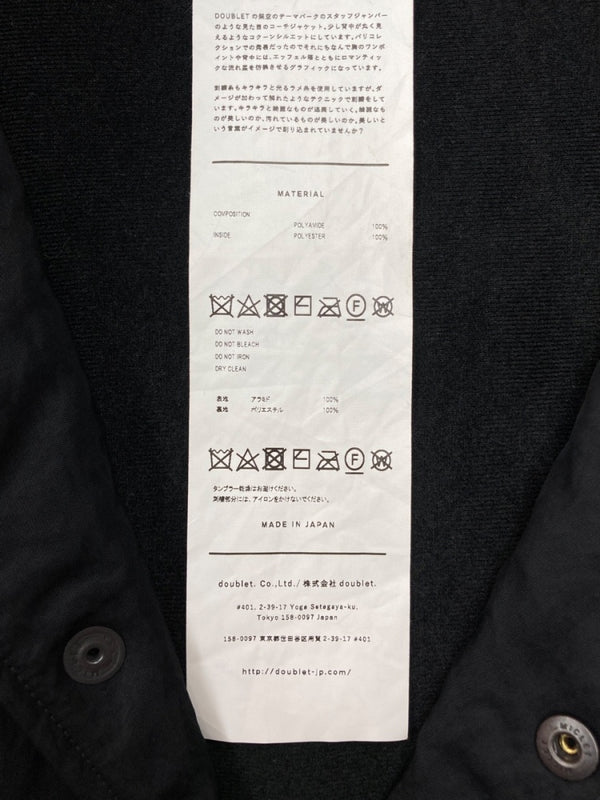 DOUBLET の架空のテーマパークのスタッフジャンパー
のような見た目のコーチジャケット。少し背中が丸く見
えるようなコクーンシルエットにしています。パリコレ
クションでの発表だったのでそれにちなんで胸のワンポ
イントや背中には、エッフェル塔とともにロマンティッ
クな流れ星を彷彿させるグラフィックになっています。
刺繍糸もキラキラと光るラメ糸を使用していますが、ダ
メージが加わって解れたようなテクニックで刺繍をして
います。キラキラと綺麗なものが退廃していく。綺麗な
ものが美しいのか、汚れているものが美しいのか。美しいと
いう言葉がイメージで刷り込まれていませんか？
MATERIAL
COMPOSITION
POLYAMIDE 100%
INSIDE POLYESTER 100%
F W
DO NOT WASH
DO NOT BLEACH
DO NOT IRON
DRY CLEAN
表地 アラミド 100%
裏地 ポリエステル 100%
F W
タンブラー乾燥はお避けください。
刺繍部分には、アイロンをかけないでください。
MADE IN JAPAN
doublet. Co.,Ltd./ 株式会社 doublet.
#401, 2-39-17 Yoga Setagaya-ku,
Tokyo 158-0097 Japan
158-0097 東京都世田谷区用賀 2-39-17 #401
http://doublet-jp.com/